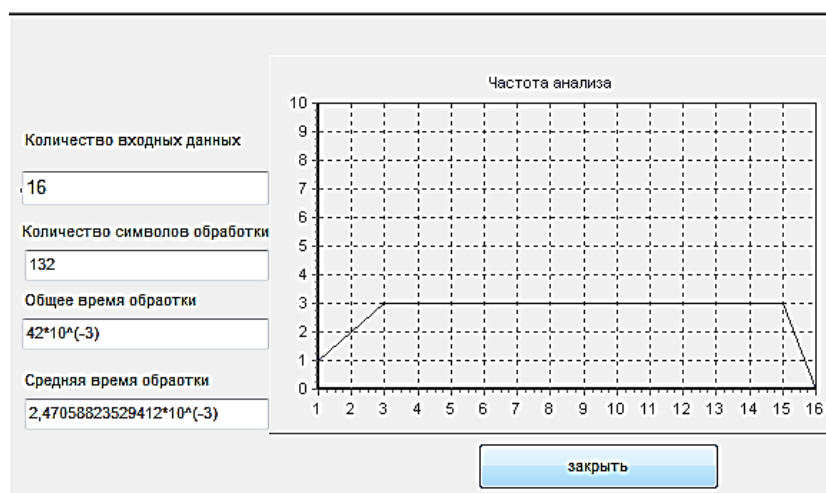 Количество входных данных
16
Количество символов обработки
132
Общее время обраотки
42*10^(-3)
Средняя время обраотки
2,47058823529412*10^(-3)
Частота анализа
10
9
8
7
6
5
4
3
2
1
0
1 2 3 4 5 6 7 8 9 10 11 12 13 14 15 16
закрыть